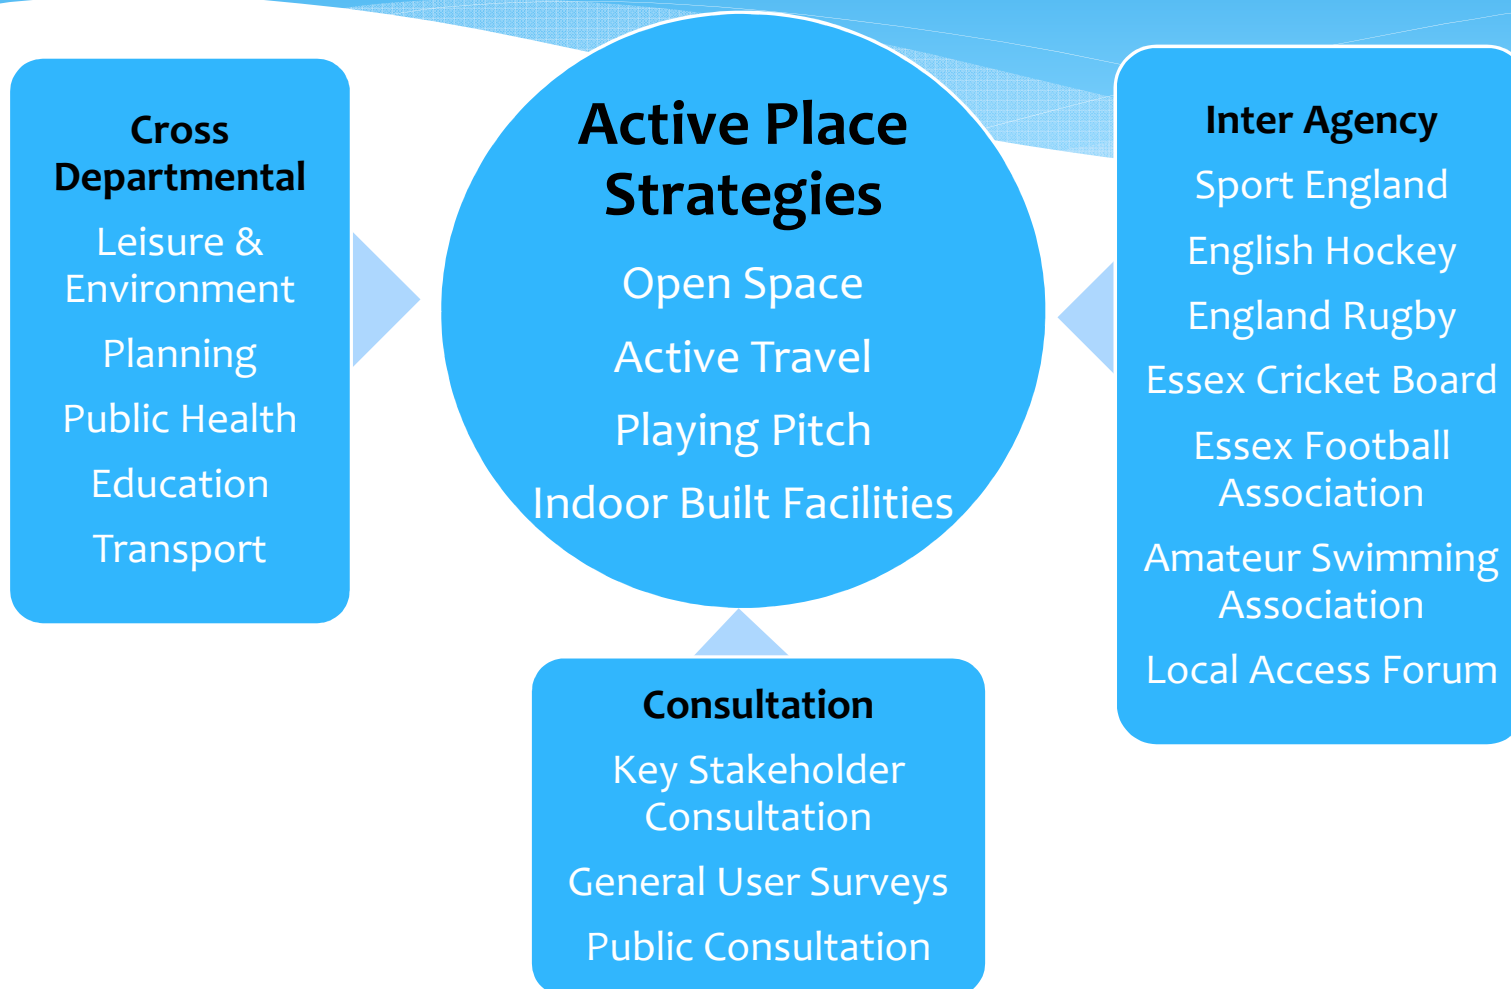 Cross
Departmental
Leisure &
Environment
Planning
Public Health
Education
Transport
Active Place
Strategies
Open Space
Active Travel
Playing Pitch
Indoor Built Facilities
Inter Agency
Sport England
English Hockey
England Rugby
Essex Cricket Board
Essex Football
Association
Amateur Swimming
Association
Local Access Forum
Consultation
Key Stakeholder
Consultation
General User Surveys
Public Consultation